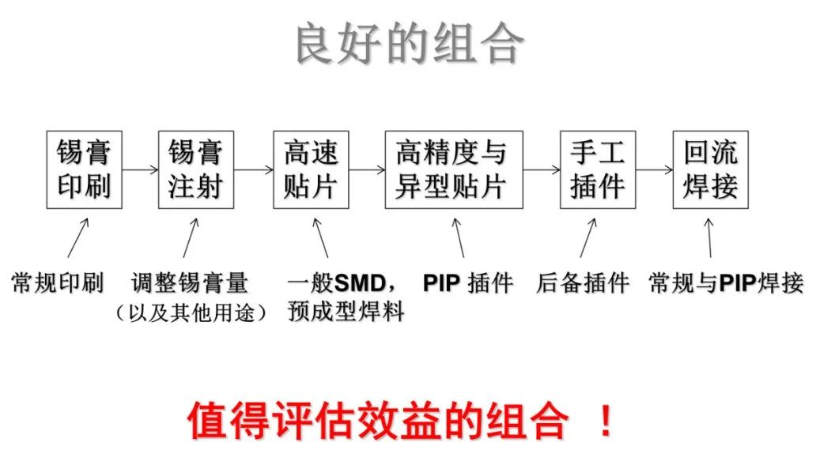 良好的组合
锡膏
印刷
锡膏
注射
高速
贴片
高精度与
异型贴片
手工
插件
回流
焊接
常规印刷
调整锡膏量
（以及其他用途）
一般SMD，
预成型焊料
PIP 插件
后备插件
常规与PIP焊接
值得评估效益的组合 ！